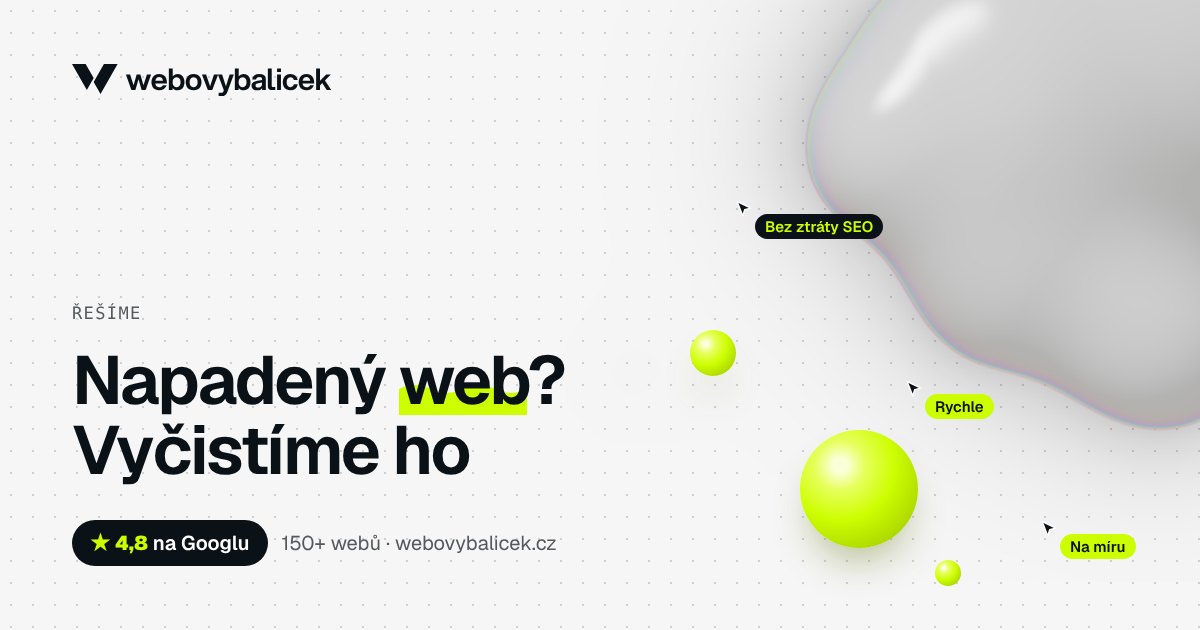 webovybalicek
Bez ztráty SEO
ŘEŠÍME
Napadený web?
Vyčistíme ho
Rychle
★ 4,8 na Googlu
150+ webů · webovybalicek.cz
Na míru